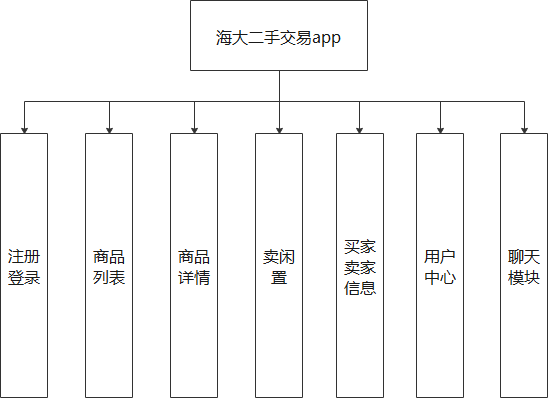 海大二手交易app
注册
登录
商品
列表
商品
详情
卖闲
置
买家
卖家
信息
用户
中心
聊天
模块